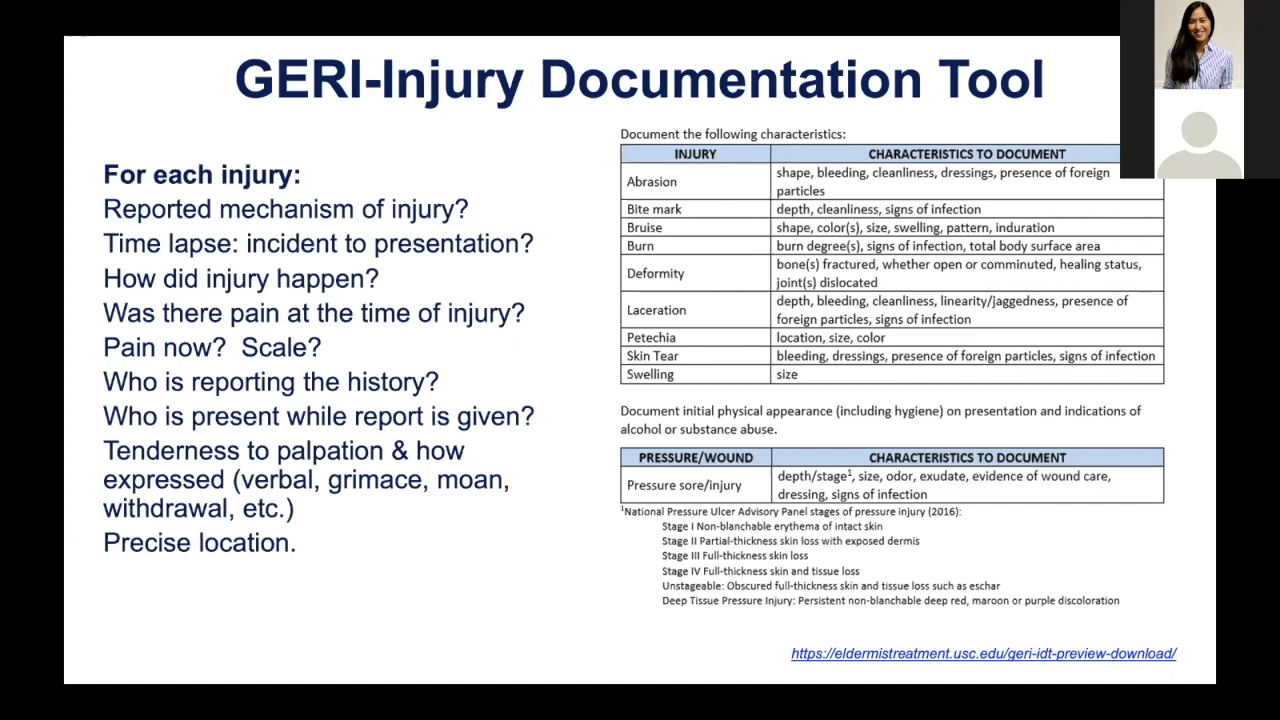 GERI-Injury Documentation Tool
For each injury:
Reported mechanism of injury?
Time lapse: incident to presentation?
How did injury happen?
Was there pain at the time of injury?
Pain now?  Scale?
Who is reporting the history?
Who is present while report is given?
Tenderness to palpation & how
expressed (verbal, grimace, moan,
withdrawal, etc.)
Precise location.
Document the following characteristics:
INJURY CHARACTERISTICS TO DOCUMENT
Abrasion shape, bleeding, cleanliness, dressings, presence of foreign
particles
Bite mark depth, cleanliness, signs of infection
Bruise shape, color(s), size, swelling, pattern, induration
Burn burn degree(s), signs of infection, total body surface area
Deformity bone(s) fractured, whether open or comminuted, healing status,
joint(s) dislocated
Laceration depth, bleeding, cleanliness, linearity/jaggedness, presence of
foreign particles, signs of infection
Petechia location, size, color
Skin Tear bleeding, dressings, presence of foreign particles, signs of infection
Swelling size
Document initial physical appearance (including hygiene) on presentation and indications of
alcohol or substance abuse.
PRESSURE/WOUND CHARACTERISTICS TO DOCUMENT
Pressure sore/injury depth/stage¹, size, odor, exudate, evidence of wound care,
dressing, signs of infection
¹National Pressure Ulcer Advisory Panel stages of pressure injury (2016):
Stage I Non-blanchable erythema of intact skin
Stage II Partial-thickness skin loss with exposed dermis
Stage III Full-thickness skin loss
Stage IV Full-thickness skin and tissue loss
Unstageable: Obscured full-thickness skin and tissue loss such as eschar
Deep Tissue Pressure Injury: Persistent non-blanchable deep red, maroon or purple discoloration
https://eldermistreatment.usc.edu/geri-idt-preview-download/